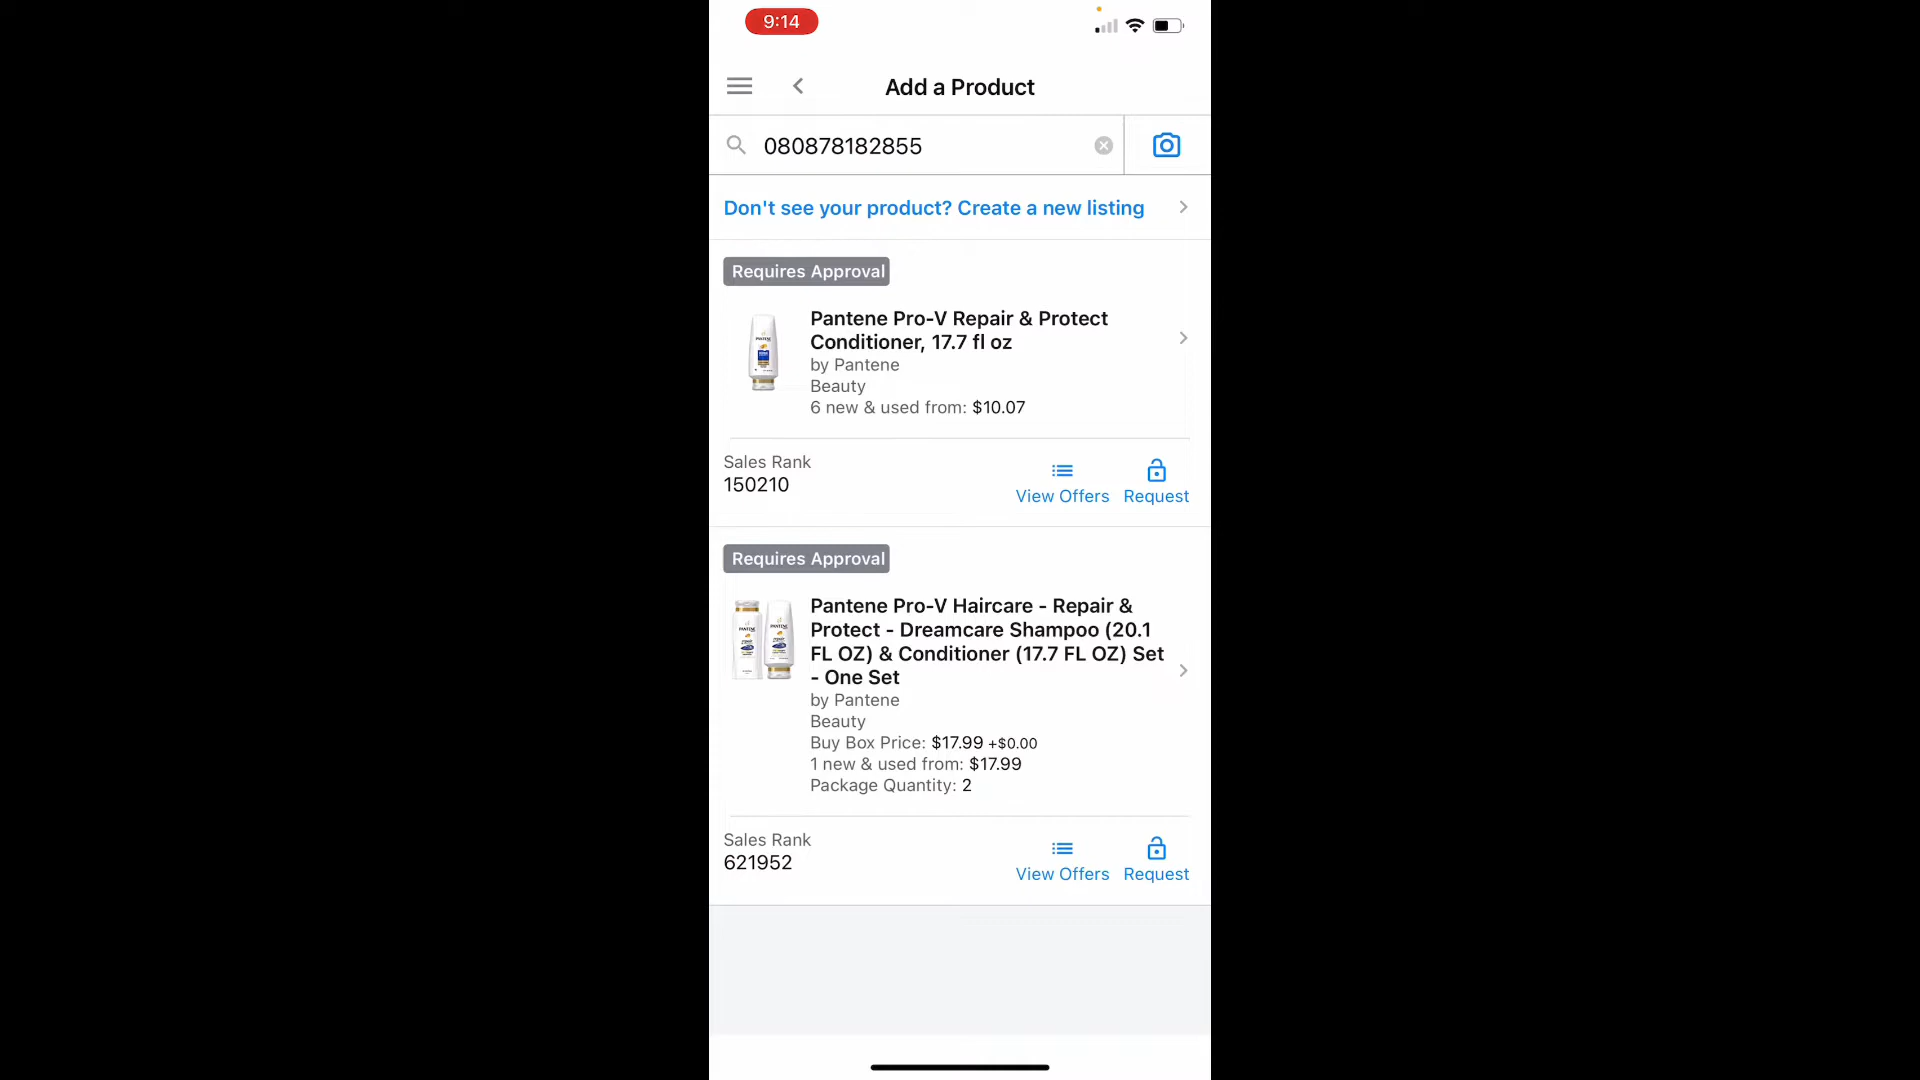 9:14
Add a Product
080878182855
Don't see your product? Create a new listing
Requires Approval
Pantene Pro-V Repair & Protect
Conditioner, 17.7 fl oz
by Pantene
Beauty
6 new & used from: $10.07
Sales Rank
150210
View Offers
Request
Requires Approval
Pantene Pro-V Haircare - Repair &
Protect - Dreamcare Shampoo (20.1
FL OZ) & Conditioner (17.7 FL OZ) Set
- One Set
by Pantene
Beauty
Buy Box Price: $17.99 +$0.00
1 new & used from: $17.99
Package Quantity: 2
Sales Rank
621952
View Offers
Request